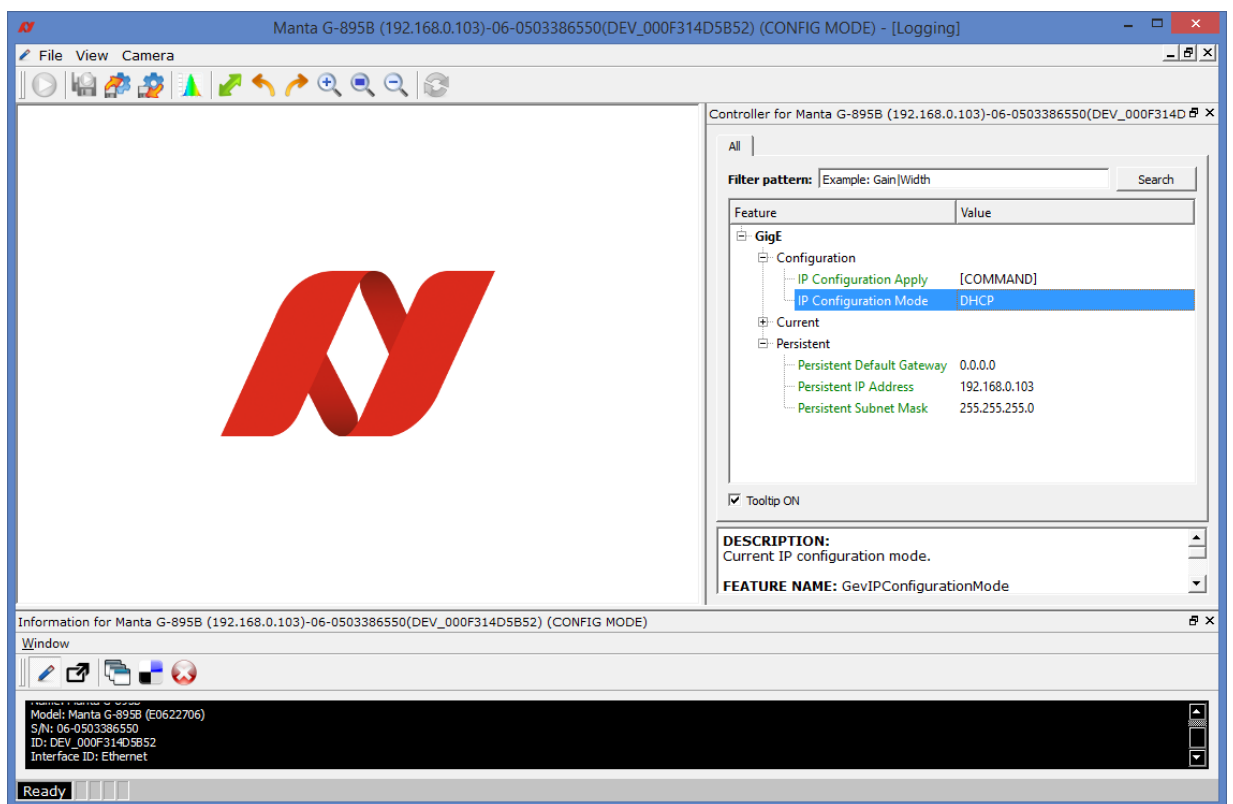 Manta G-895B (192.168.0.103)-06-0503386550(DEV_000F314D5B52) (CONFIG MODE) - [Logging]
File View Camera
Controller for Manta G-895B (192.168.0.103)-06-0503386550(DEV_000F314D
All
Filter pattern: Example: Gain|Width Search
Feature Value
GigE
Configuration
IP Configuration Apply [COMMAND]
IP Configuration Mode DHCP
Current
Persistent
Persistent Default Gateway 0.0.0.0
Persistent IP Address 192.168.0.103
Persistent Subnet Mask 255.255.255.0
Tooltip ON
DESCRIPTION:
Current IP configuration mode.
FEATURE NAME: GevIPConfigurationMode
Information for Manta G-895B (192.168.0.103)-06-0503386550(DEV_000F314D5B52) (CONFIG MODE)
Window
Model: Manta G-895B (E0622706)
S/N: 06-0503386550
ID: DEV_000F314D5B52
Interface ID: Ethernet
Ready